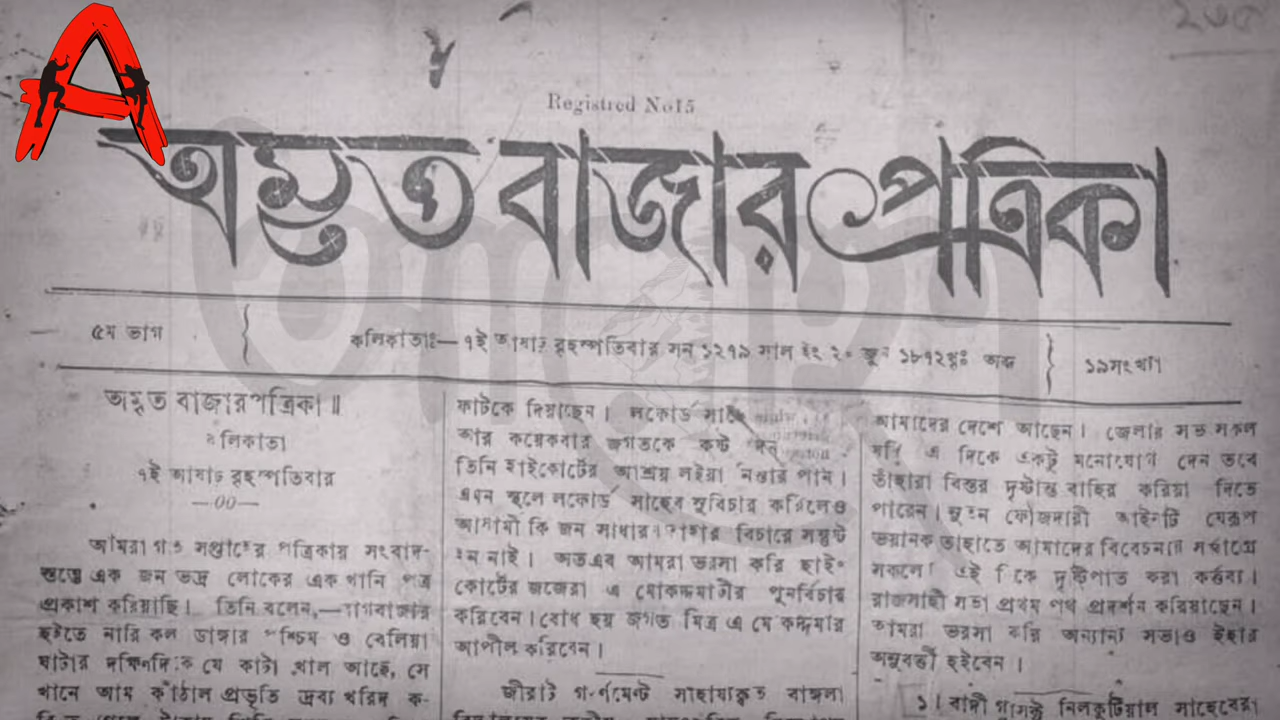 Registred No15
অমৃত বাজার পত্রিকা
৫ম ভাগ
কলিকাতাঃ— ৭ই আষাঢ় বৃহস্পতিবার সন ১২৭৯ সাল ইং ২০ জুন ১৮৭২খৃঃ অব্দ
১৯সংখ্যা
অমৃত বাজার পত্রিকা॥
কলিকাতা
৭ই আষাঢ় বৃহস্পতিবার
—00—
আমরা গত সপ্তাহের পত্রিকায় সংবাদ-
স্তম্ভে এক জন ভদ্র লোকের এক খানি পত্র
প্রকাশ করিয়াছি। তিনি বলেন,—বাগবাজার
হইতে নারিকল ডাঙ্গার পশ্চিম ও বেলিয়া
ঘাটার দক্ষিনদিকে যে কাটা খাল আছে, সে
খানে আম কাঁঠাল প্রভৃতি দ্রব্য খরিদ ক-
ফাটকে দিয়াছেন। লকোর্ড সাহেব
আর কয়েকবার জগতকে কষ্ট দেন
তিনি হাইকোর্টের আশ্রয় লইয়া নিস্তার পান।
এমন স্থলে লকোর্ড সাহেব সুবিচার করিলেও
আসামী কি জন সাধারণ তাহার বিচারে সন্তুষ্ট
হন নাই। অতএব আমরা ভরসা করি হাই-
কোর্টের জজেরা এ মোকদ্দমাটীর পুনর্বিচার
করিবেন। বোধ হয় জগত মিত্র এ মোকদ্দমার
আপীল করিবেন।
জীরাট গবর্ণমেন্ট সাহায্যকৃত বাঙ্গলা
আমাদের দেশে আছেন। জেলার সভ সকল
যদি এ দিকে একটু মনোযোগ দেন তবে
তাঁহারা বিস্তর দৃষ্টান্ত বাহির করিয়া দিতে
পারেন। নুতন ফৌজদারী আইনটি যেরূপ
ভয়ানক তাহাতে আমাদের বিবেচনায় সর্ব্বাগ্রে
সকলের এই দিকে দৃষ্টিপাত করা কর্ত্তব্য।
রাজসাহী সভা প্রথম পথ প্রদর্শন করিয়াছেন।
আমরা ভরসা করি অন্যান্য সভাও ইহার
অনুবর্ত্তী হইবেন।
১। বাদী নিলকুটিয়াল সাহেবের।